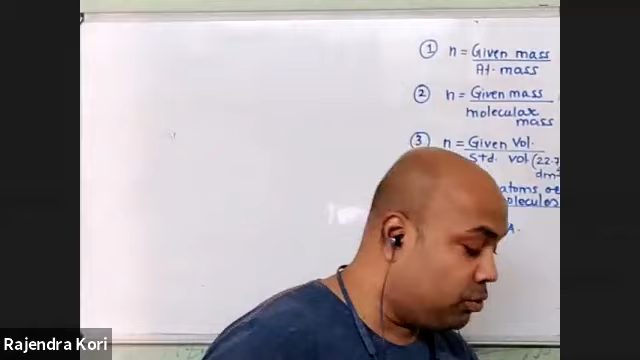 ① n = Given mass
At. mass
② n = Given mass
molecular
mass
③ n = Given Vol.
Std. vol (22.7
dm
atoms or
molecules
A.
Rajendra Kori